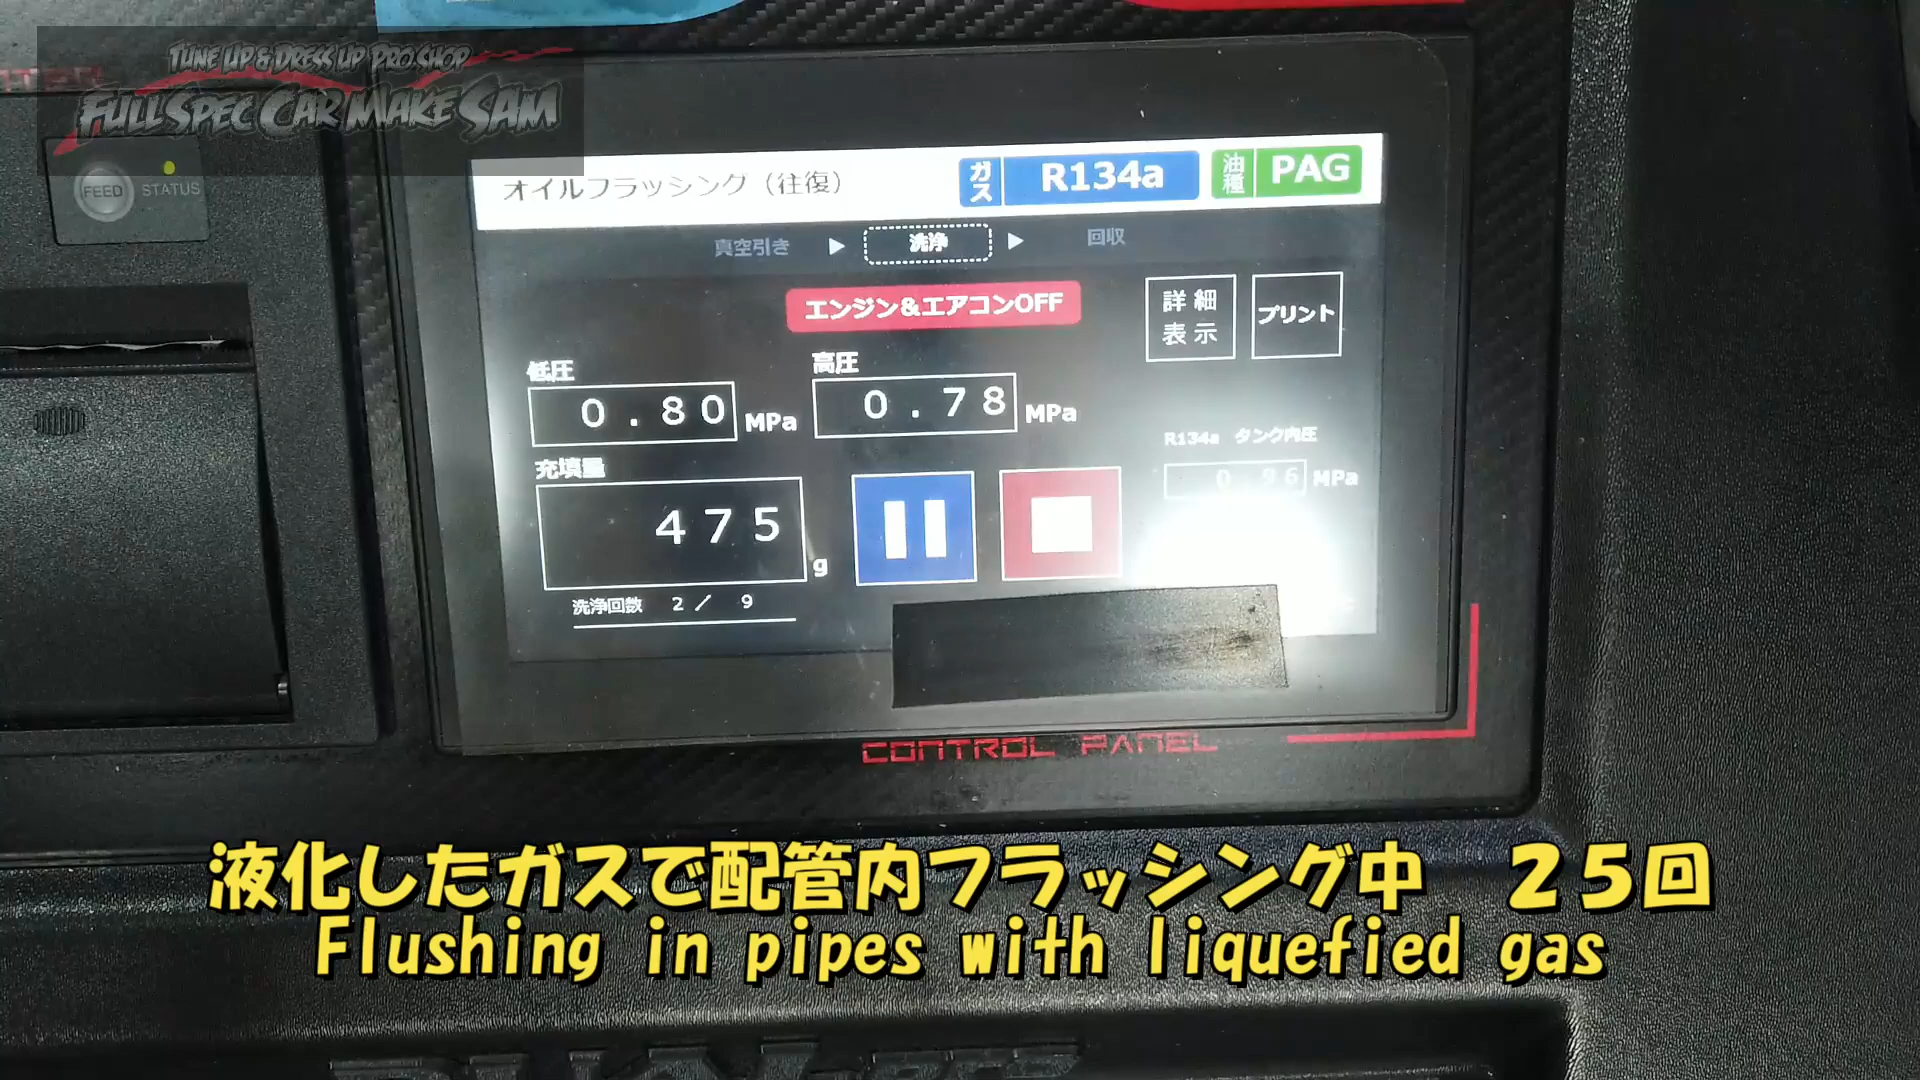 TUNE UP & DRESS UP PRO.SHOP
FULL SPEC CAR MAKE SAM
FEED
STATUS
オイルフラッシング（往復）
ガス R134a
油種 PAG
真空引き ▶ 洗浄 ▶ 回収
エンジン&エアコンOFF
詳細表示
プリント
低圧
0.80 MPa
高圧
0.78 MPa
R134a タンク内圧
0.96 MPa
充填量
475 g
洗浄回数 2 / 9
CONTROL PANEL
液化したガスで配管内フラッシング中 25回
Flushing in pipes with liquefied gas